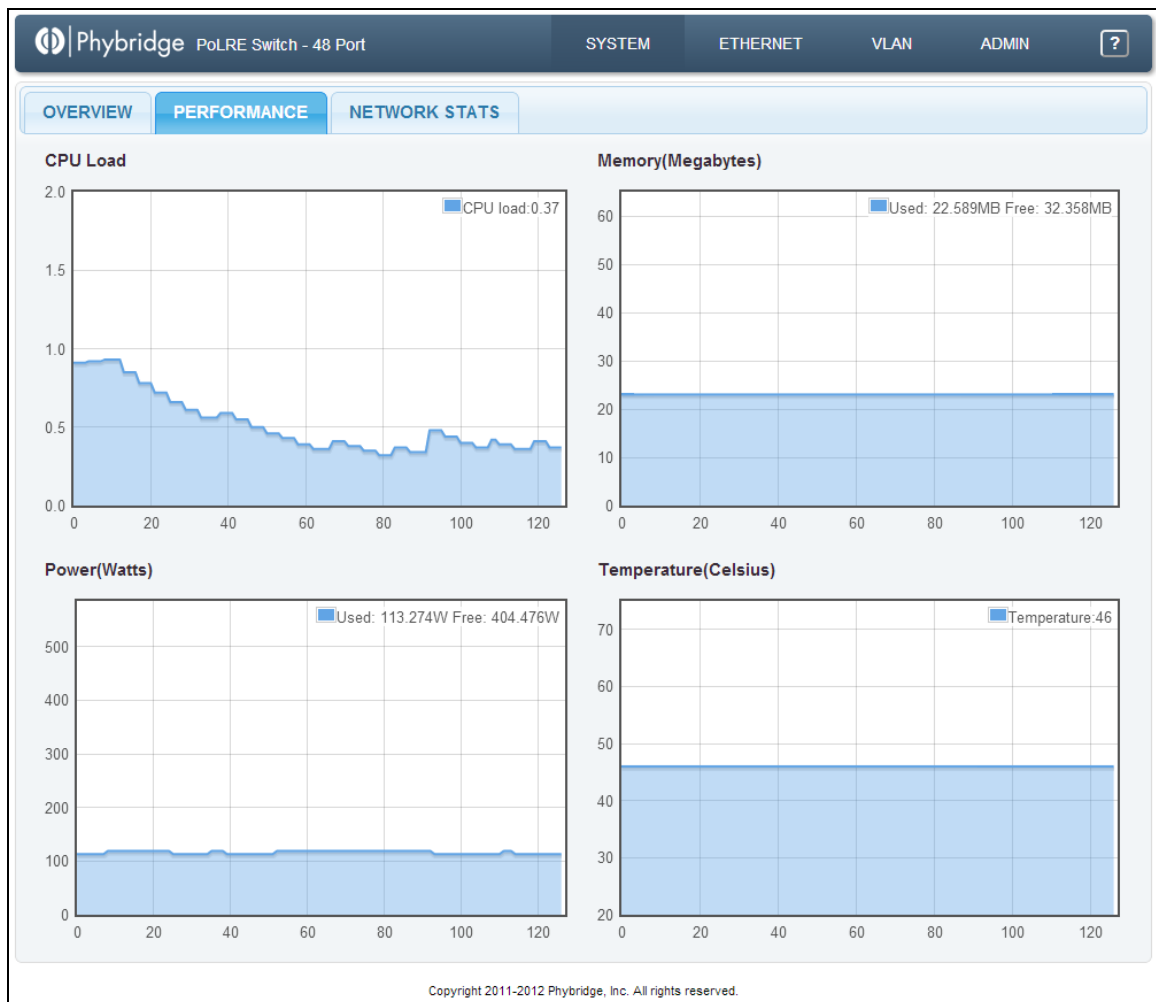 Phybridge PoLRE Switch - 48 Port SYSTEM ETHERNET VLAN ADMIN ?
OVERVIEW PERFORMANCE NETWORK STATS
CPU Load
2.0
1.5
1.0
0.5
0.0
CPU load:0.37
0 20 40 60 80 100 120
Memory(Megabytes)
60
50
40
30
20
10
0
Used: 22.589MB Free: 32.358MB
0 20 40 60 80 100 120
Power(Watts)
500
400
300
200
100
0
Used: 113.274W Free: 404.476W
0 20 40 60 80 100 120
Temperature(Celsius)
70
60
50
40
30
20
Temperature:46
0 20 40 60 80 100 120
Copyright 2011-2012 Phybridge, Inc. All rights reserved.